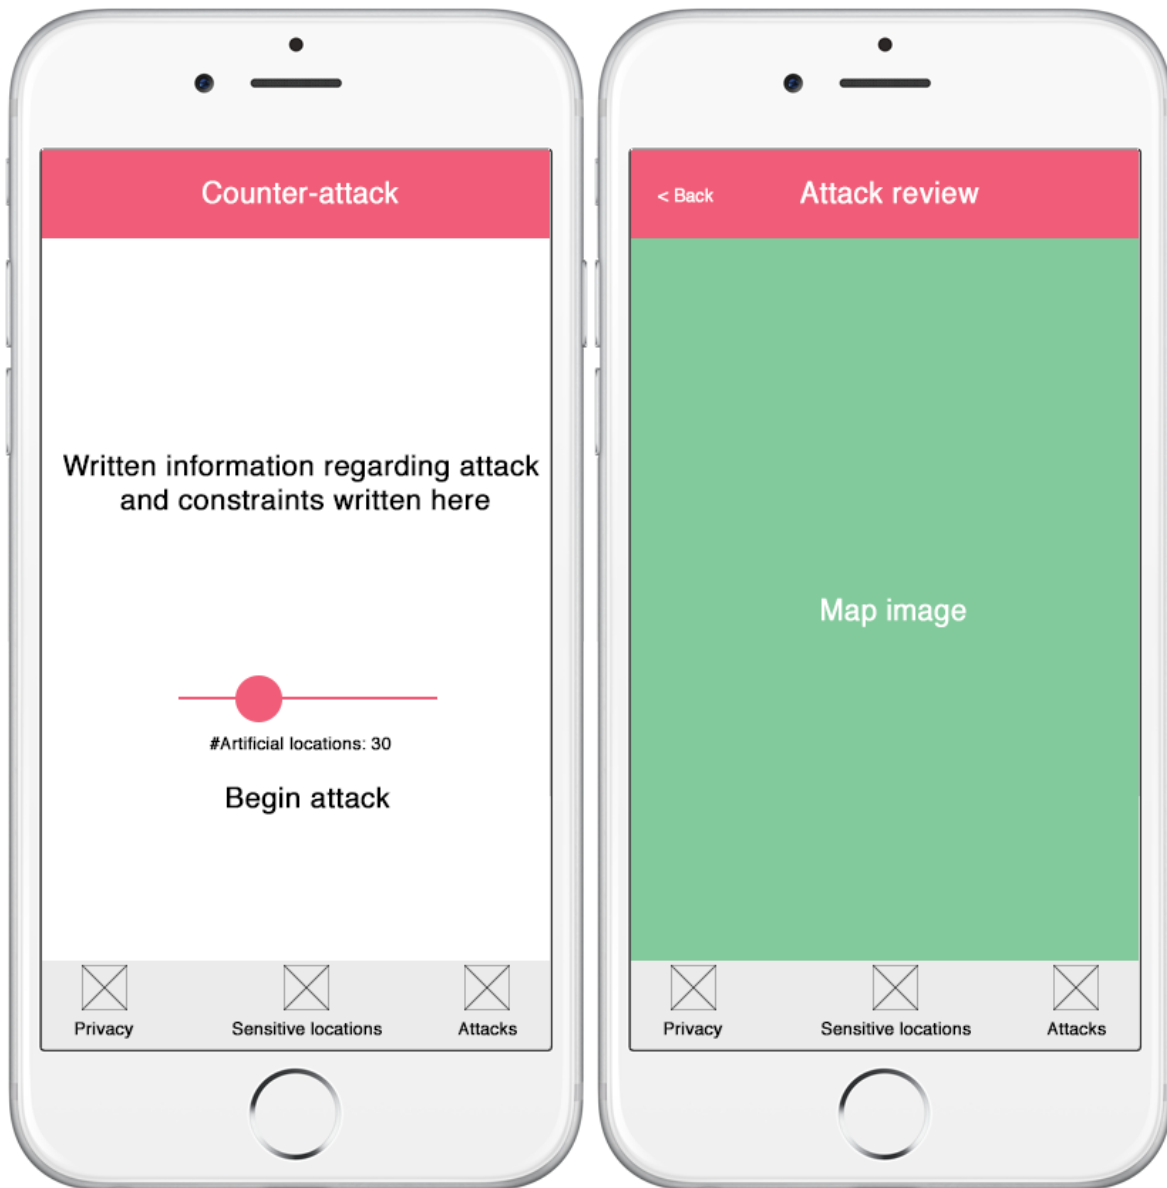 Counter-attack
Written information regarding attack
and constraints written here
#Artificial locations: 30
Begin attack
Privacy
Sensitive locations
Attacks
< Back
Attack review
Map image
Privacy
Sensitive locations
Attacks